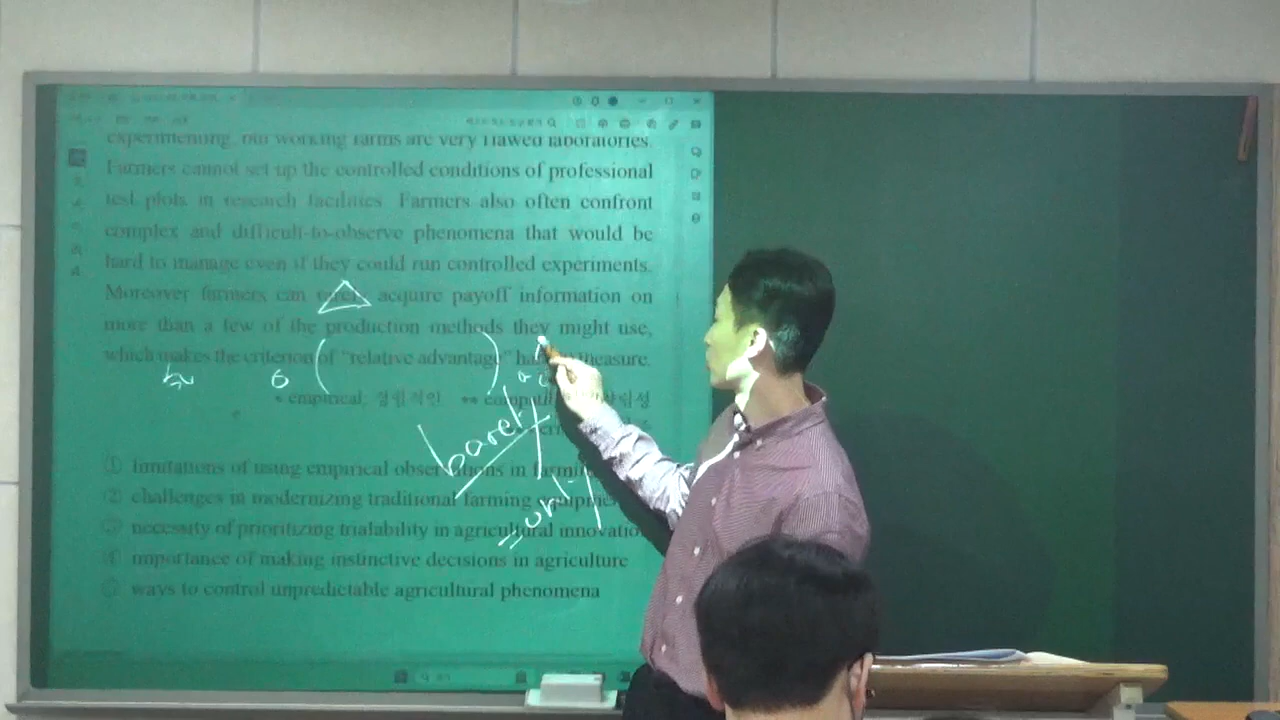 experimenting, but working farms are very flawed laboratories.
Farmers cannot set up the controlled conditions of professional
test plots in research facilities. Farmers also often confront
complex and difficult-to-observe phenomena that would be
hard to manage even if they could run controlled experiments.
Moreover farmers can rarely acquire payoff information on
more than a few of the production methods they might use,
which makes the criterion of "relative advantage" measure.
* empirical: 경험적인 **
barely
only
① limitations of using empirical observations in farming
② challenges in modernizing traditional farming
③ necessity of prioritizing trialability in agricultural
④ importance of making instinctive decisions in agriculture
⑤ ways to control unpredictable agricultural phenomena